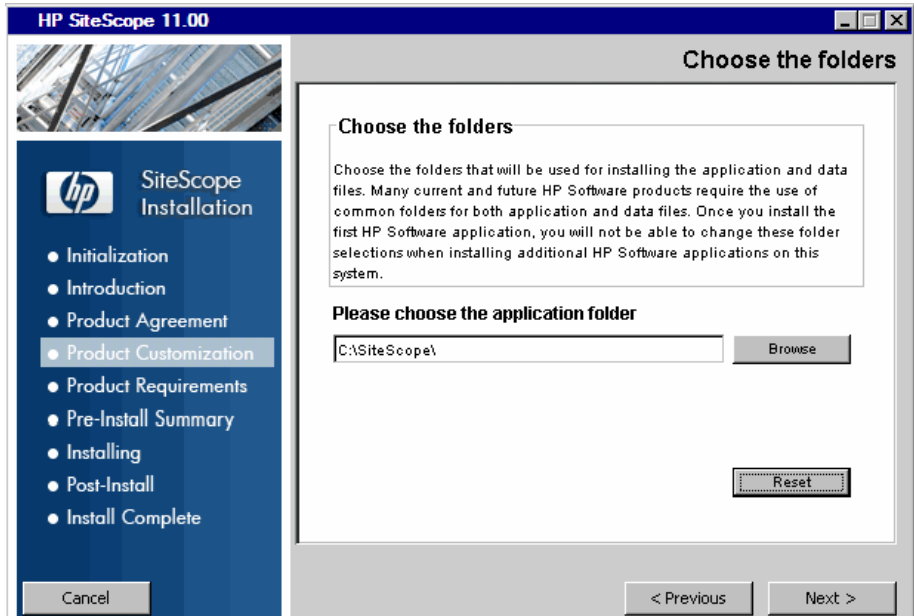 HP SiteScope 11.00
Choose the folders
hp
SiteScope
Installation
Initialization
Introduction
Product Agreement
Product Customization
Product Requirements
Pre-Install Summary
Installing
Post-Install
Install Complete
Choose the folders
Choose the folders that will be used for installing the application and data
files. Many current and future HP Software products require the use of
common folders for both application and data files. Once you install the
first HP Software application, you will not be able to change these folder
selections when installing additional HP Software applications on this
system.
Please choose the application folder
C:\SiteScope\
Browse
Reset
Cancel
< Previous
Next >